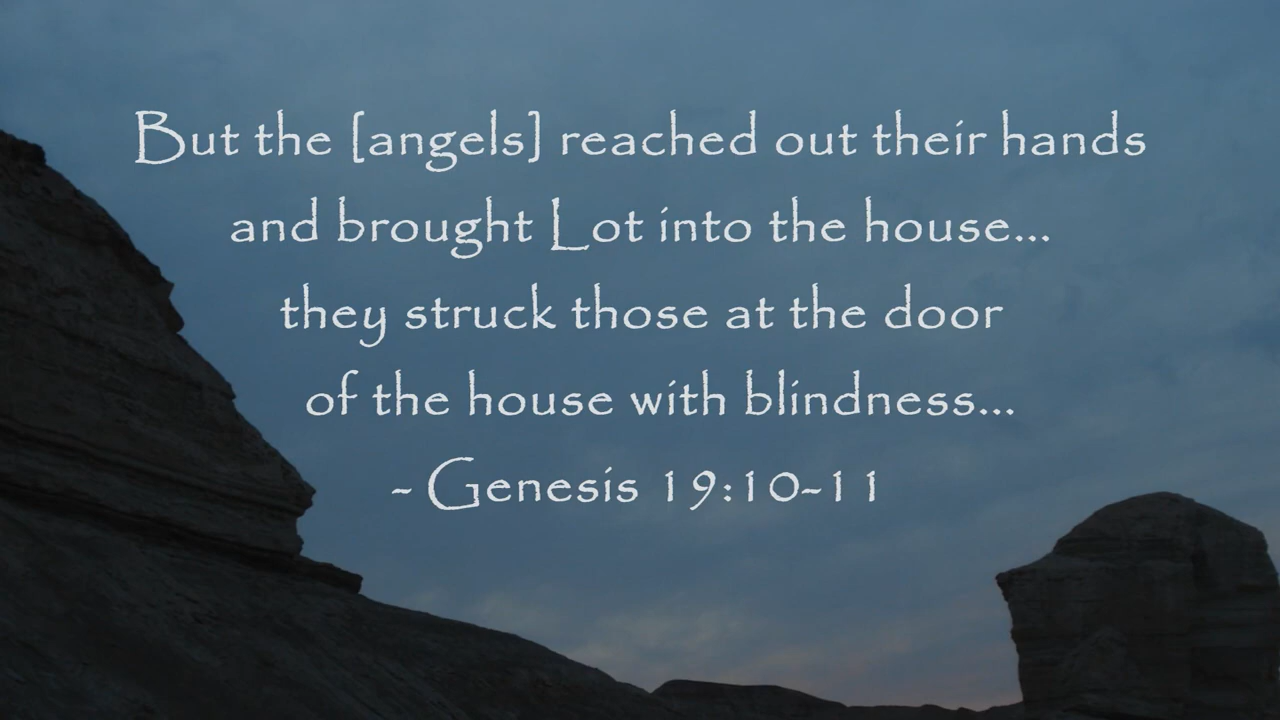 But the [angels] reached out their hands
and brought Lot into the house...
they struck those at the door
of the house with blindness...
- Genesis 19:10-11